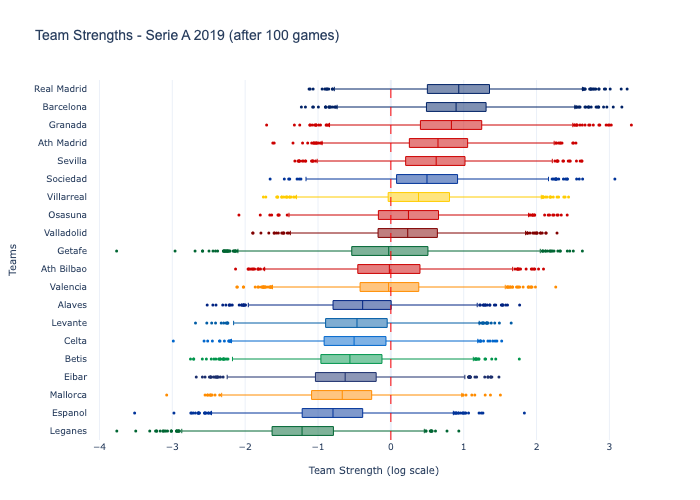 Team Strengths - Serie A 2019 (after 100 games)
Real Madrid
Barcelona
Granada
Ath Madrid
Sevilla
Sociedad
Villarreal
Osasuna
Valladolid
Getafe
Ath Bilbao
Valencia
Alaves
Levante
Celta
Betis
Eibar
Mallorca
Espanol
Leganes
Teams
−4 −3 −2 −1 0 1 2 3
Team Strength (log scale)